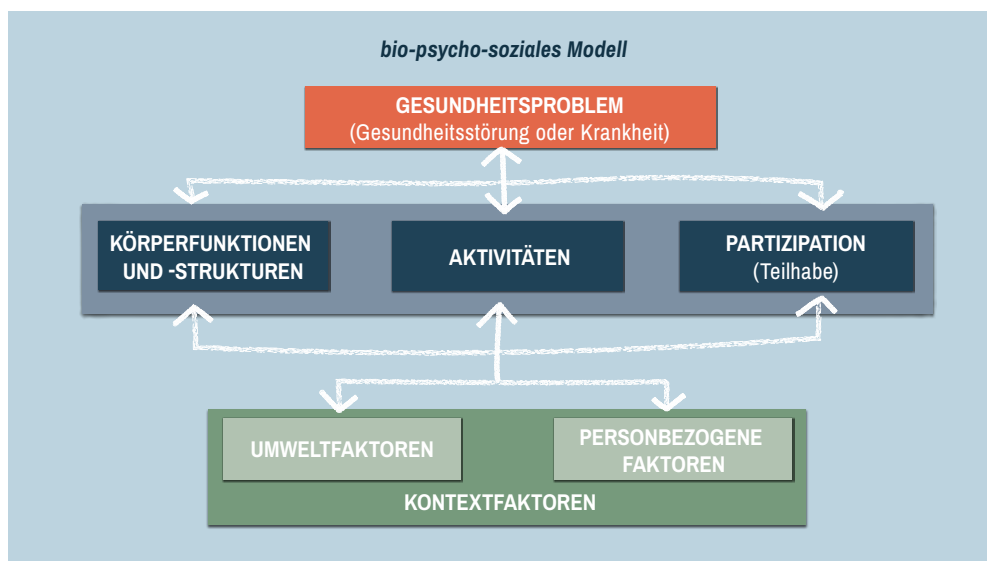 bio-psycho-soziales Modell
GESUNDHEITSPROBLEM
(Gesundheitsstörung oder Krankheit)
KÖRPERFUNKTIONEN
UND -STRUKTUREN
AKTIVITÄTEN
PARTIZIPATION
(Teilhabe)
UMWELTFAKTOREN
PERSONBEZOGENE
FAKTOREN
KONTEXTFAKTOREN